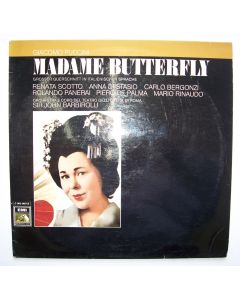 GIACOMO PUCCINI
MADAME BUTTERFLY
GROSSER QUERSCHNITT IN ITALIENISCHER SPRACHE
RENATA SCOTTO · ANNA DI STASIO · CARLO BERGONZI
ROLANDO PANERAI · PIERO DE PALMA · MARIO RINAUDO
ORCHESTRA E CORO DEL TEATRO DELL'OPERA DI ROMA
SIR JOHN BARBIROLLI
EMI